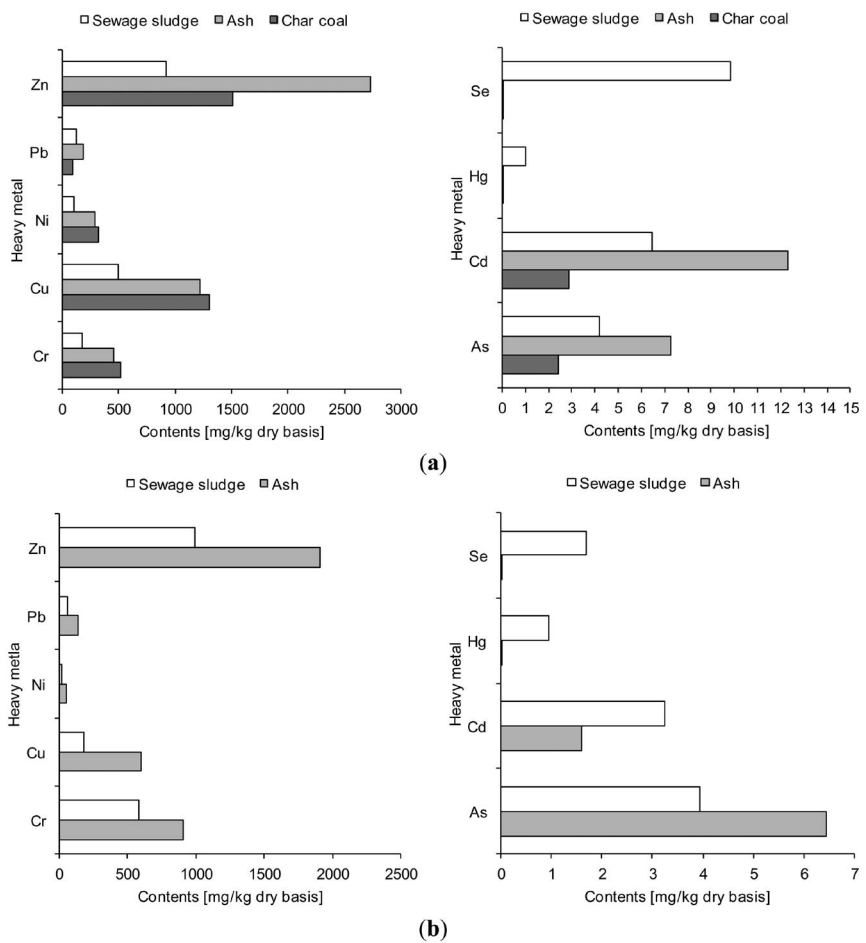 Sewage sludge Ash Char coal
Zn
Pb
Ni
Cu
Cr
Heavy metal
0 500 1000 1500 2000 2500 3000
Contents [mg/kg dry basis]
Sewage sludge Ash Char coal
Se
Hg
Cd
As
Heavy metal
0 1 2 3 4 5 6 7 8 9 10 11 12 13 14 15
Contents [mg/kg dry basis]
(a)
Sewage sludge Ash
Zn
Pb
Ni
Cu
Cr
Heavy metla
0 500 1000 1500 2000 2500
Contents [mg/kg dry basis]
Sewage sludge Ash
Se
Hg
Cd
As
Heavy metal
0 1 2 3 4 5 6 7
Contents [mg/kg dry basis]
(b)